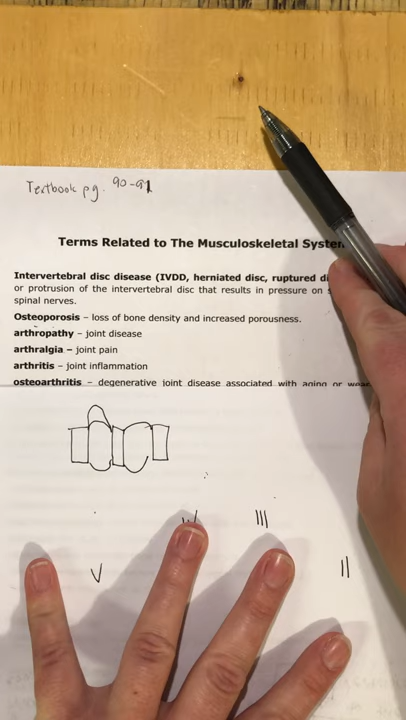 Textbook pg. 90-91
Terms Related to The Musculoskeletal System
Intervertebral disc disease (IVDD, herniated disc, ruptured
or protrusion of the intervertebral disc that results in pressure on
spinal nerves.
Osteoporosis – loss of bone density and increased porousness.
arthropathy – joint disease
arthralgia – joint pain
arthritis – joint inflammation
osteoarthritis – degenerative joint disease associated with aging or wear
III
V
II